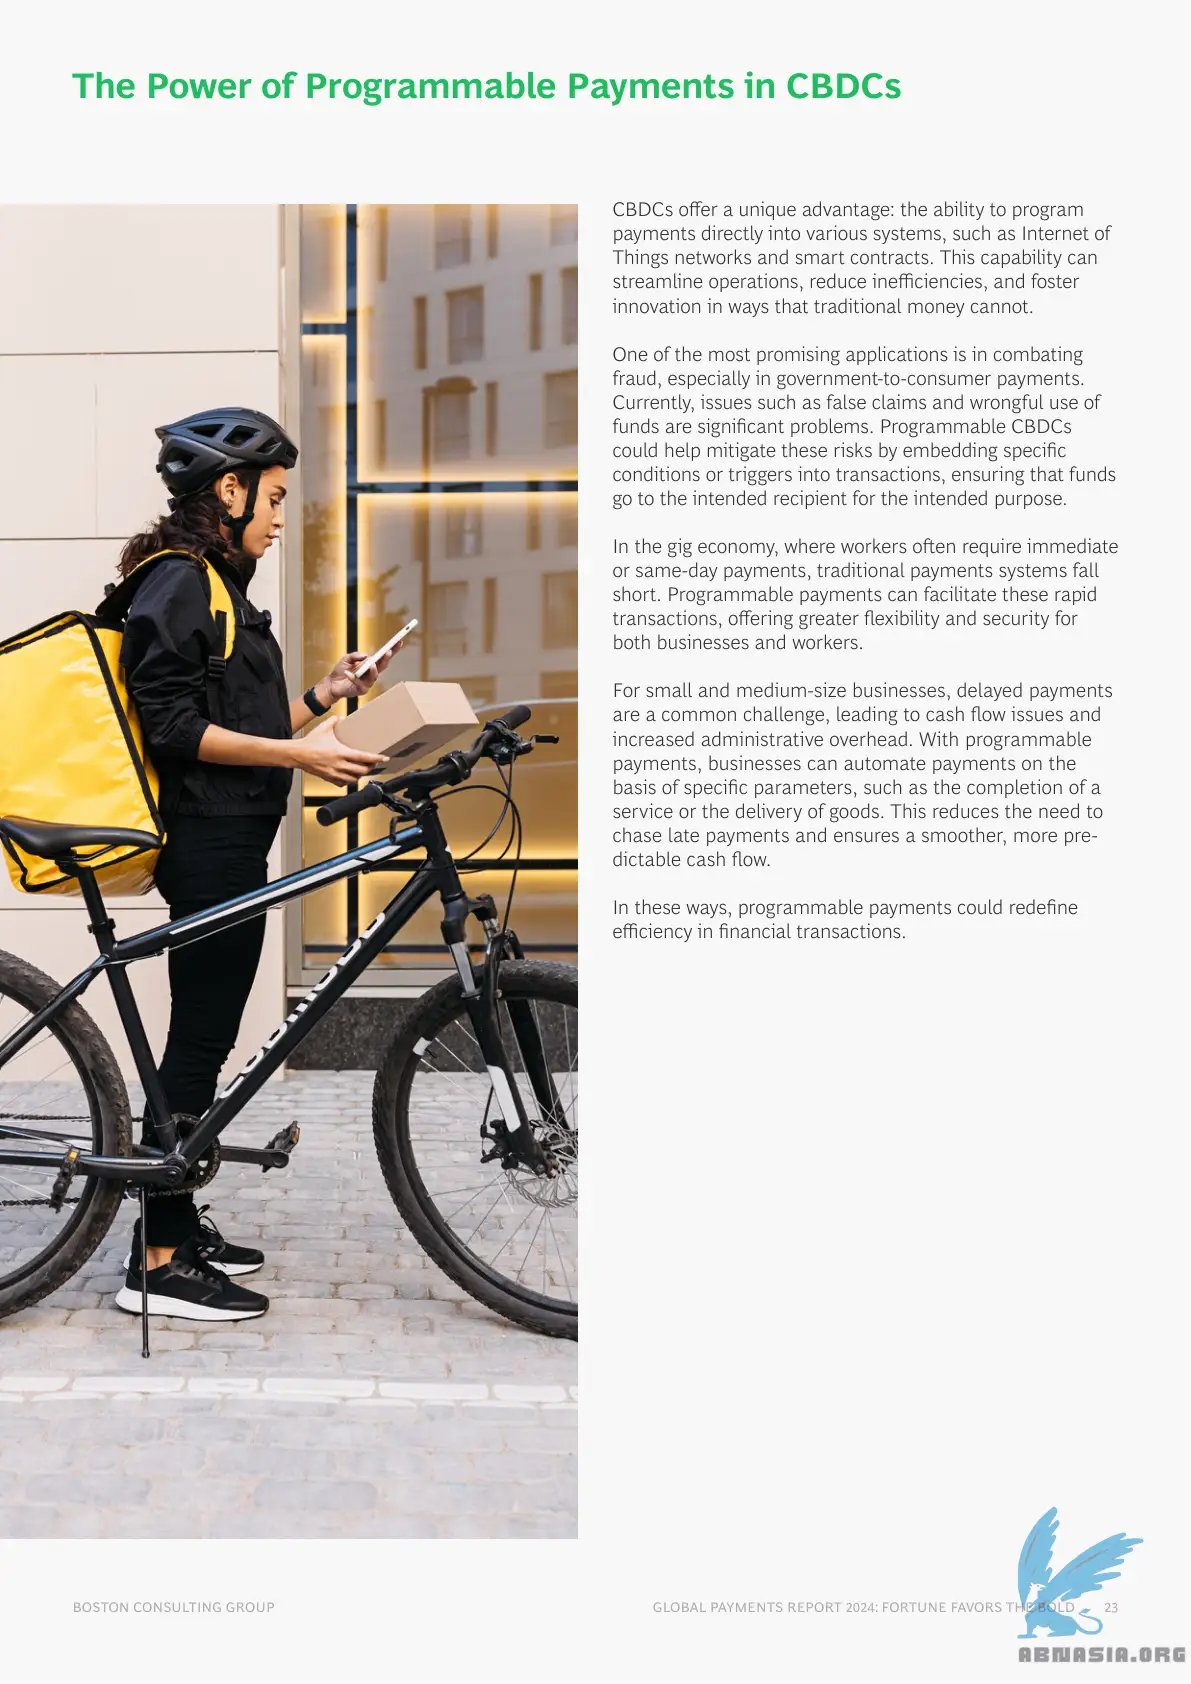 The Power of Programmable Payments in CBDCs
CBDCs offer a unique advantage: the ability to program
payments directly into various systems, such as Internet of
Things networks and smart contracts. This capability can
streamline operations, reduce inefficiencies, and foster
innovation in ways that traditional money cannot.
One of the most promising applications is in combating
fraud, especially in government-to-consumer payments.
Currently, issues such as false claims and wrongful use of
funds are significant problems. Programmable CBDCs
could help mitigate these risks by embedding specific
conditions or triggers into transactions, ensuring that funds
go to the intended recipient for the intended purpose.
In the gig economy, where workers often require immediate
or same-day payments, traditional payments systems fall
short. Programmable payments can facilitate these rapid
transactions, offering greater flexibility and security for
both businesses and workers.
For small and medium-size businesses, delayed payments
are a common challenge, leading to cash flow issues and
increased administrative overhead. With programmable
payments, businesses can automate payments on the
basis of specific parameters, such as the completion of a
service or the delivery of goods. This reduces the need to
chase late payments and ensures a smoother, more pre-
dictable cash flow.
In these ways, programmable payments could redefine
efficiency in financial transactions.
BOSTON CONSULTING GROUP
GLOBAL PAYMENTS REPORT 2024: FORTUNE FAVORS THE BOLD 23
ABNASIA.ORG